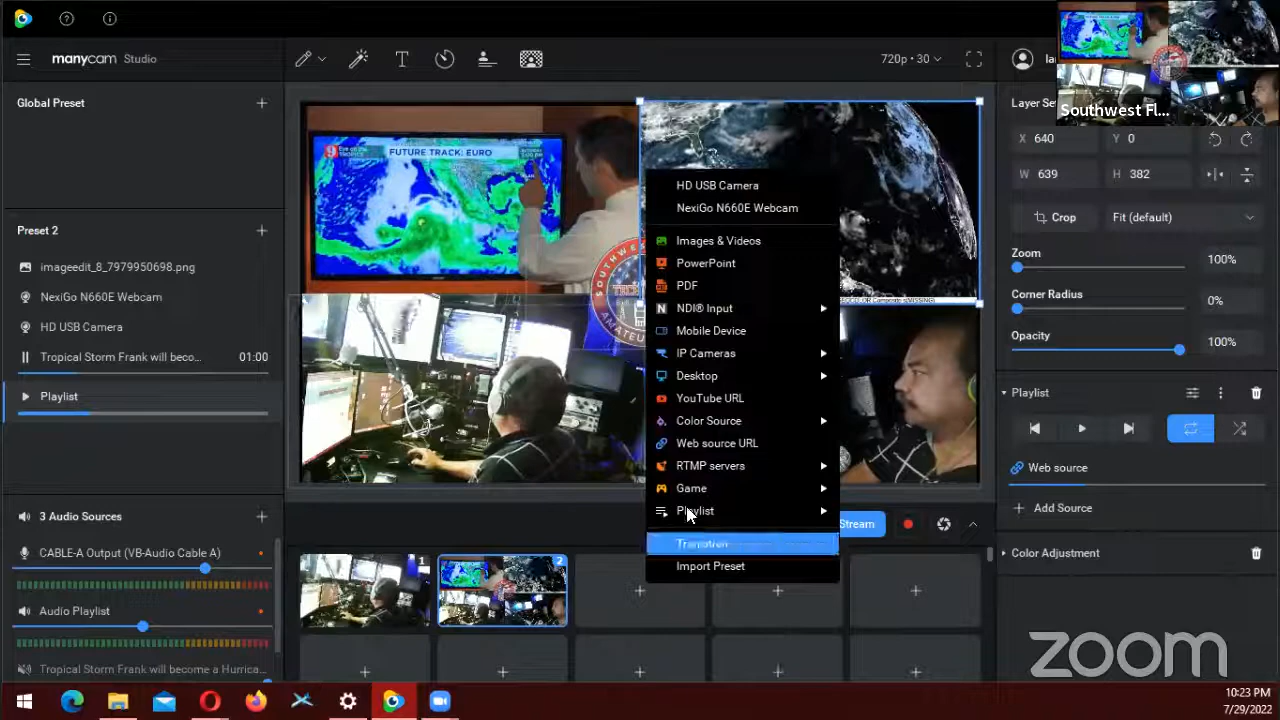 manycam Studio
720p • 30
Southwest Fl...
Global Preset
Preset 2
imageedit_8_7979950698.png
NexiGo N660E Webcam
HD USB Camera
Tropical Storm Frank will beco... 01:00
Playlist
3 Audio Sources
CABLE-A Output (VB-Audio Cable A)
Audio Playlist
Tropical Storm Frank will become a Hurrica...
FUTURE TRACK: EURO
HD USB Camera
NexiGo N660E Webcam
Images & Videos
PowerPoint
PDF
NDI® Input
Mobile Device
IP Cameras
Desktop
YouTube URL
Color Source
Web source URL
RTMP servers
Game
Playlist
Transition
Import Preset
Stream
1
2
X 640 Y 0
W 639 H 382
Crop Fit (default)
Zoom 100%
Corner Radius 0%
Opacity 100%
Playlist
Web source
Add Source
Color Adjustment
zoom
10:23 PM
7/29/2022